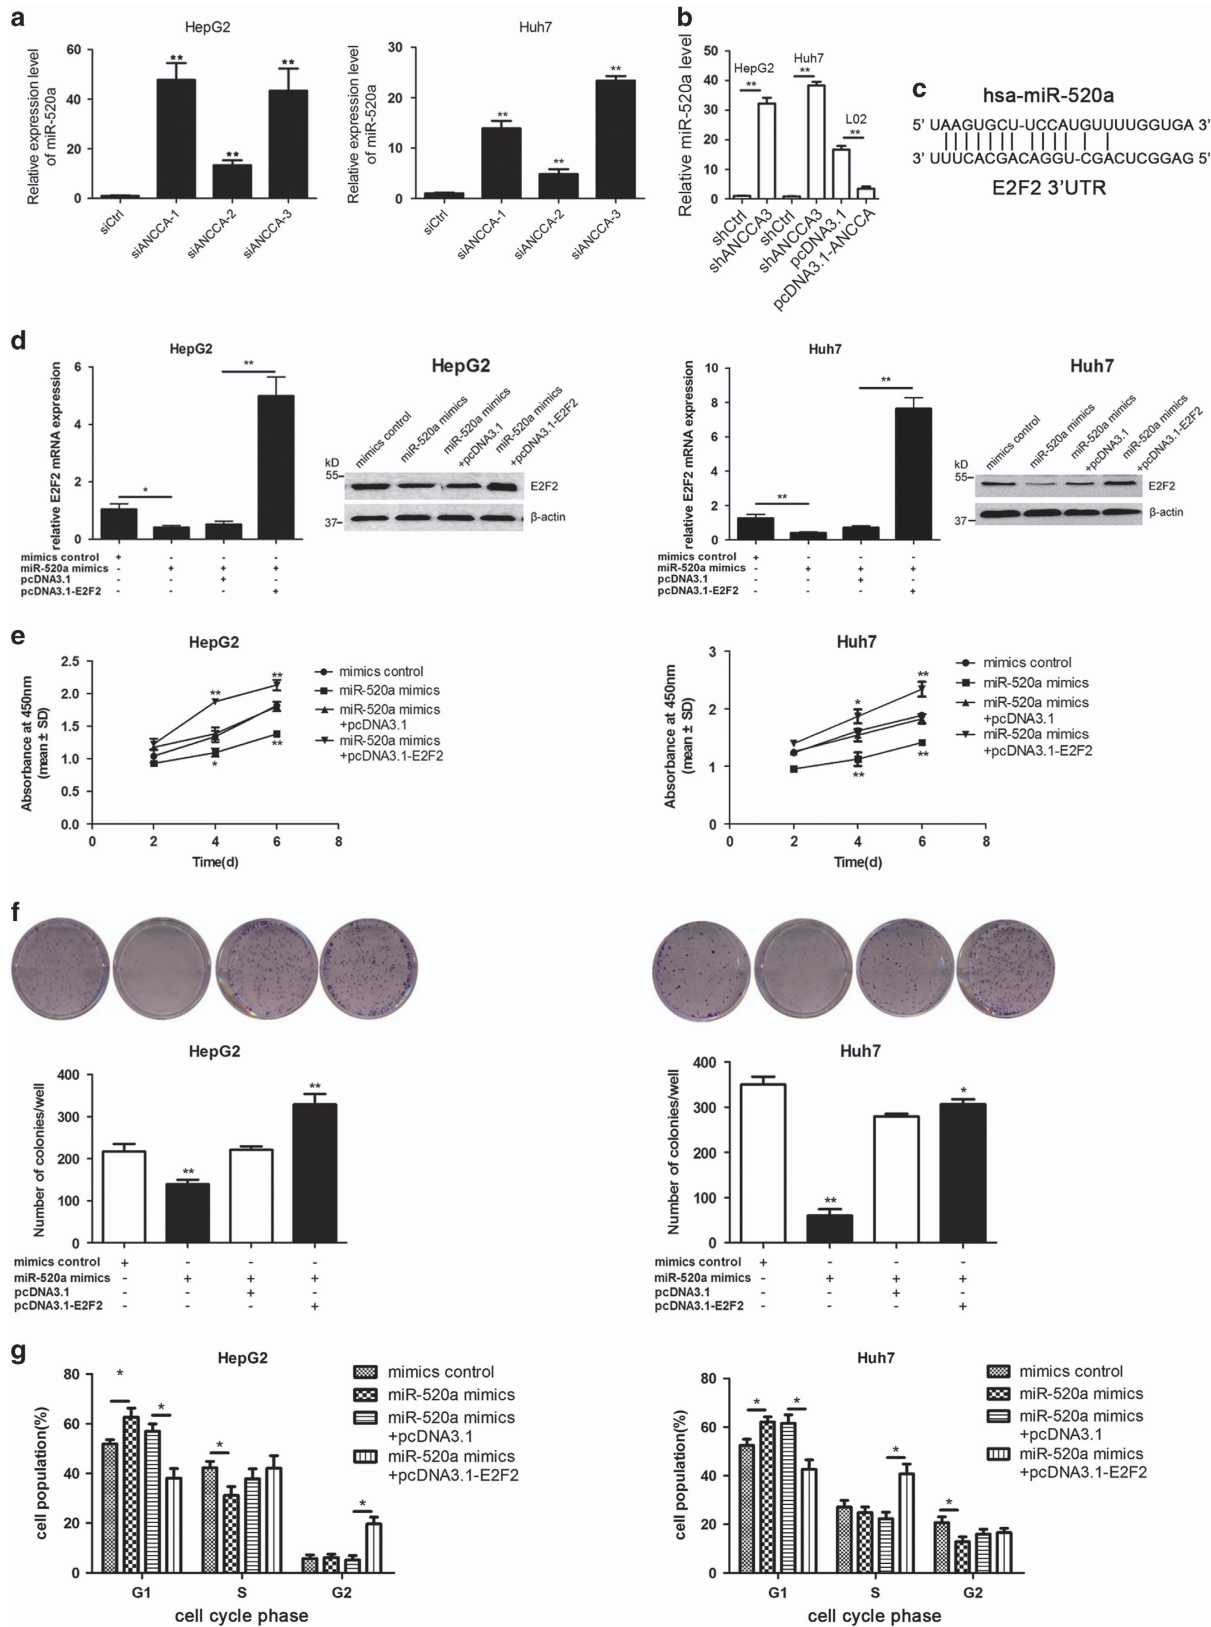 a
HepG2
Relative expression level
of miR-520a
60
40
20
0
**
**
**
siCtrl
siANCCA-1
siANCCA-2
siANCCA-3
Huh7
Relative expression level
of miR-520a
30
20
10
0
**
**
**
siCtrl
siANCCA-1
siANCCA-2
siANCCA-3
b
Relative miR-520a level
50
40
30
20
10
0
HepG2
**
Huh7
**
L02
**
shCtrl
shANCCA3
shCtrl
shANCCA3
pcDNA3.1
pcDNA3.1-ANCCA
c
hsa-miR-520a
5' UAAGUGCU-UCCAUGUUUUGGUGA 3'
3' UUUCACGACAGGU-CGACUCGGAG 5'
E2F2 3'UTR
d
HepG2
relative E2F2 mRNA expression
6
4
2
0
*
**
mimics control + - - -
miR-520a mimics - + + +
pcDNA3.1 - - + -
pcDNA3.1-E2F2 - - - +
HepG2
mimics control
miR-520a mimics
miR-520a mimics
+pcDNA3.1
miR-520a mimics
+pcDNA3.1-E2F2
kD
55
37
E2F2
β-actin
Huh7
relative E2F2 mRNA expression
10
8
6
4
2
0
**
**
mimics control + - - -
miR-520a mimics - + + +
pcDNA3.1 - - + -
pcDNA3.1-E2F2 - - - +
Huh7
mimics control
miR-520a mimics
miR-520a mimics
+pcDNA3.1
miR-520a mimics
+pcDNA3.1-E2F2
kD
55
37
E2F2
β-actin
e
HepG2
Absorbance at 450nm
(mean ± SD)
2.5
2.0
1.5
1.0
0.5
0.0
**
**
*
**
0 2 4 6 8
Time(d)
mimics control
miR-520a mimics
miR-520a mimics
+pcDNA3.1
miR-520a mimics
+pcDNA3.1-E2F2
Huh7
Absorbance at 450nm
(mean ± SD)
3
2
1
0
*
**
**
**
0 2 4 6 8
Time(d)
mimics control
miR-520a mimics
miR-520a mimics
+pcDNA3.1
miR-520a mimics
+pcDNA3.1-E2F2
f
HepG2
Number of colonies/well
400
300
200
100
0
**
**
mimics control + - - -
miR-520a mimics - + + +
pcDNA3.1 - - + -
pcDNA3.1-E2F2 - - - +
Huh7
Number of colonies/well
400
300
200
100
0
**
*
mimics control + - - -
miR-520a mimics - + + +
pcDNA3.1 - - + -
pcDNA3.1-E2F2 - - - +
g
HepG2
cell population(%)
80
60
40
20
0
*
*
*
*
G1 S G2
cell cycle phase
mimics control
miR-520a mimics
miR-520a mimics
+pcDNA3.1
miR-520a mimics
+pcDNA3.1-E2F2
Huh7
cell population(%)
80
60
40
20
0
*
*
*
*
G1 S G2
cell cycle phase
mimics control
miR-520a mimics
miR-520a mimics
+pcDNA3.1
miR-520a mimics
+pcDNA3.1-E2F2